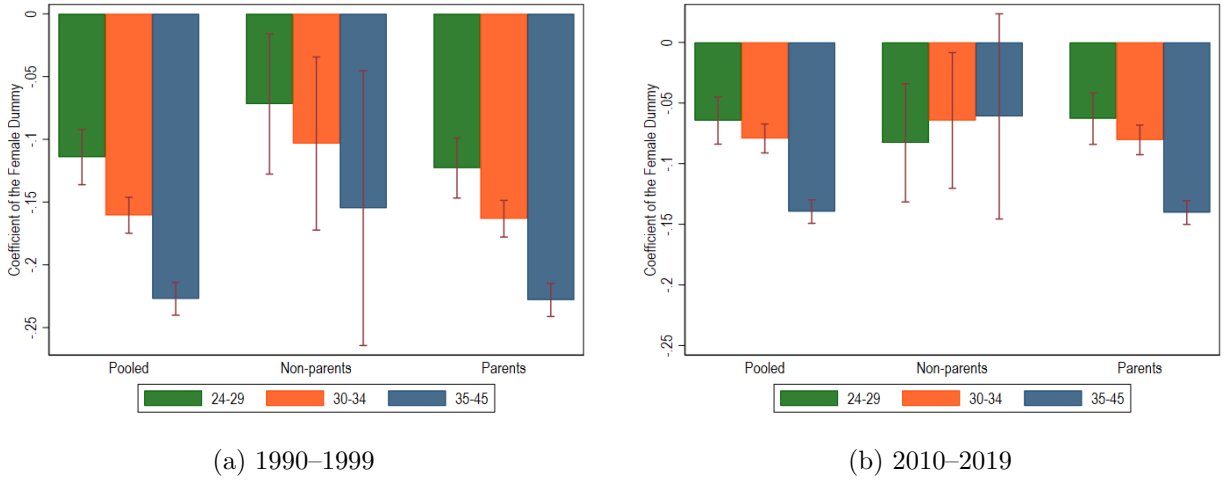 Coefficient of the Female Dummy
0
-.05
-.1
-.15
-.2
-.25
Pooled Non-parents Parents
24-29 30-34 35-45
(a) 1990–1999
Coefficient of the Female Dummy
0
-.05
-.1
-.15
-.2
-.25
Pooled Non-parents Parents
24-29 30-34 35-45
(b) 2010–2019